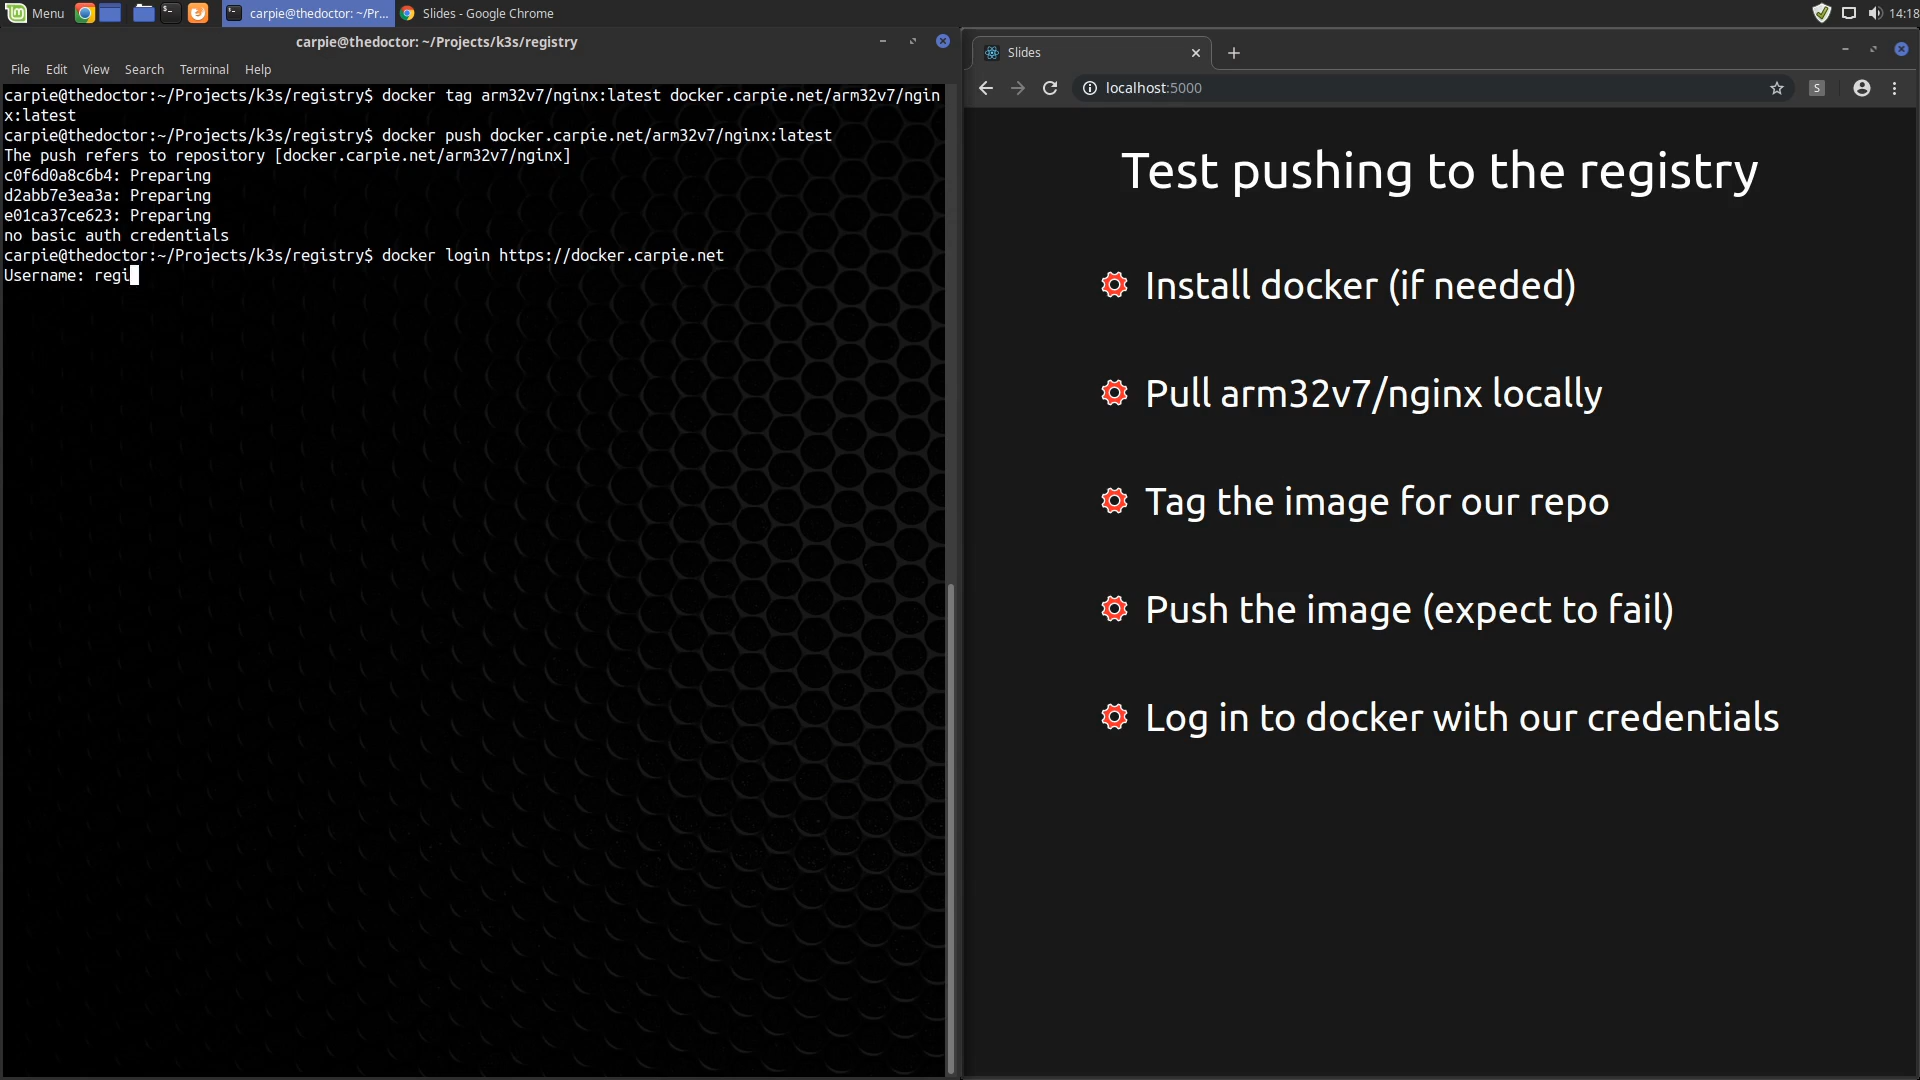 Menu
carpie@thedoctor: ~/Pr...
Slides - Google Chrome
14:18
carpie@thedoctor: ~/Projects/k3s/registry
File Edit View Search Terminal Help
carpie@thedoctor:~/Projects/k3s/registry$ docker tag arm32v7/nginx:latest docker.carpie.net/arm32v7/ngin
x:latest
carpie@thedoctor:~/Projects/k3s/registry$ docker push docker.carpie.net/arm32v7/nginx:latest
The push refers to repository [docker.carpie.net/arm32v7/nginx]
c0f6d0a8c6b4: Preparing
d2abb7e3ea3a: Preparing
e01ca37ce623: Preparing
no basic auth credentials
carpie@thedoctor:~/Projects/k3s/registry$ docker login https://docker.carpie.net
Username: regi
Slides
localhost:5000
S
Test pushing to the registry
Install docker (if needed)
Pull arm32v7/nginx locally
Tag the image for our repo
Push the image (expect to fail)
Log in to docker with our credentials